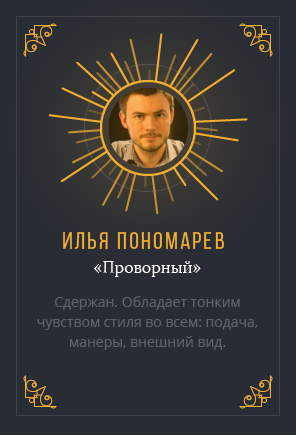 ИЛЬЯ ПОНОМАРЕВ
«Проворный»
Сдержан. Обладает тонким
чувством стиля во всем: подача,
манеры, внешний вид.